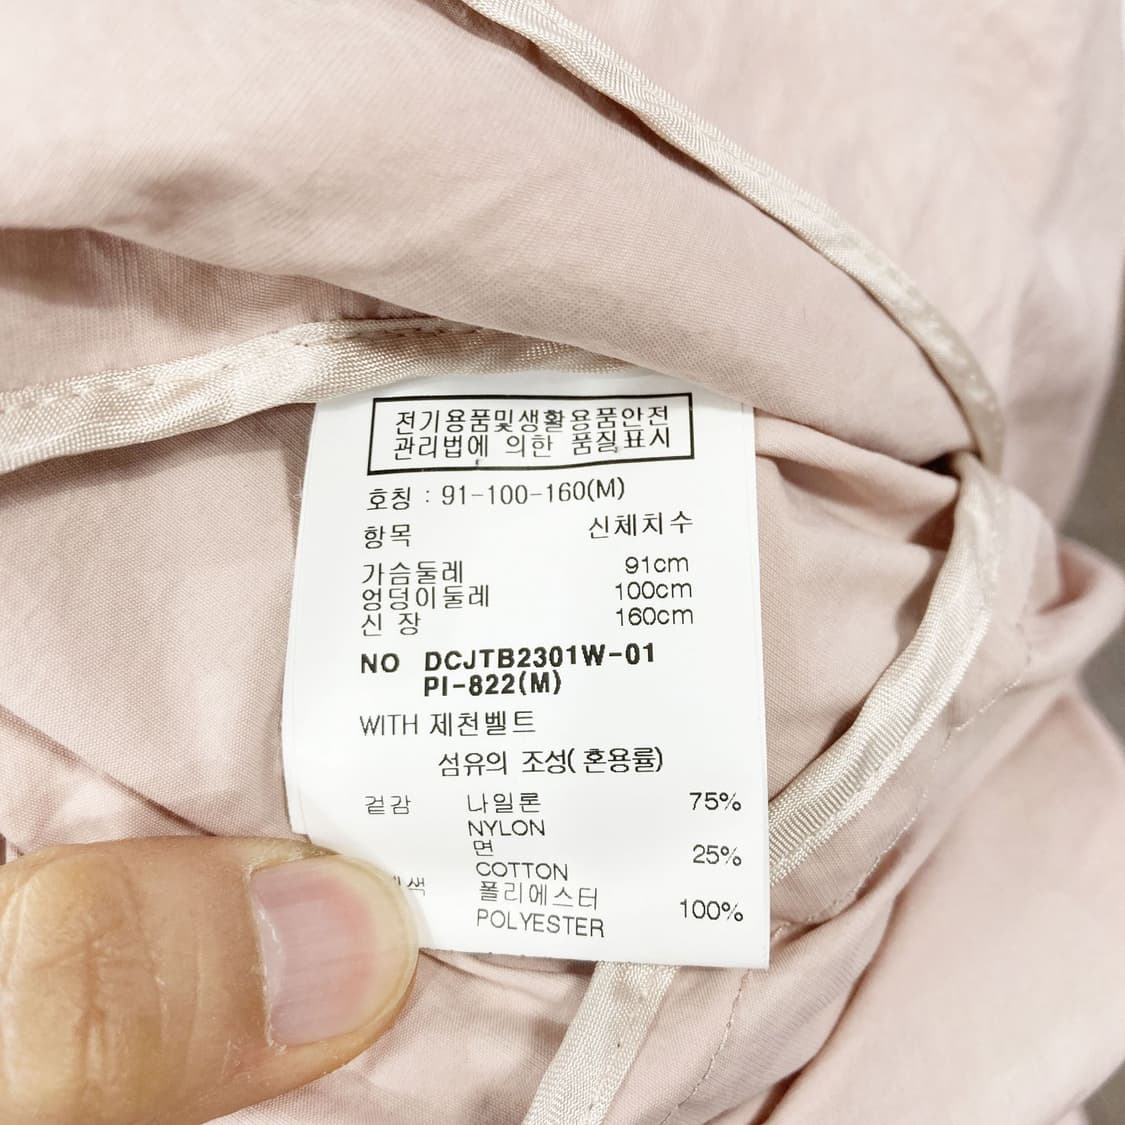 전기용품및생활용품안전
관리법에 의한 품질표시
호칭 : 91-100-160(M)
항목 신체치수
가슴둘레 91cm
엉덩이둘레 100cm
신 장 160cm
NO DCJTB2301W-01
PI-822(M)
WITH 제천벨트
섬유의 조성(혼용률)
겉감 나일론 75%
NYLON
면 25%
COTTON
폴리에스터 100%
POLYESTER